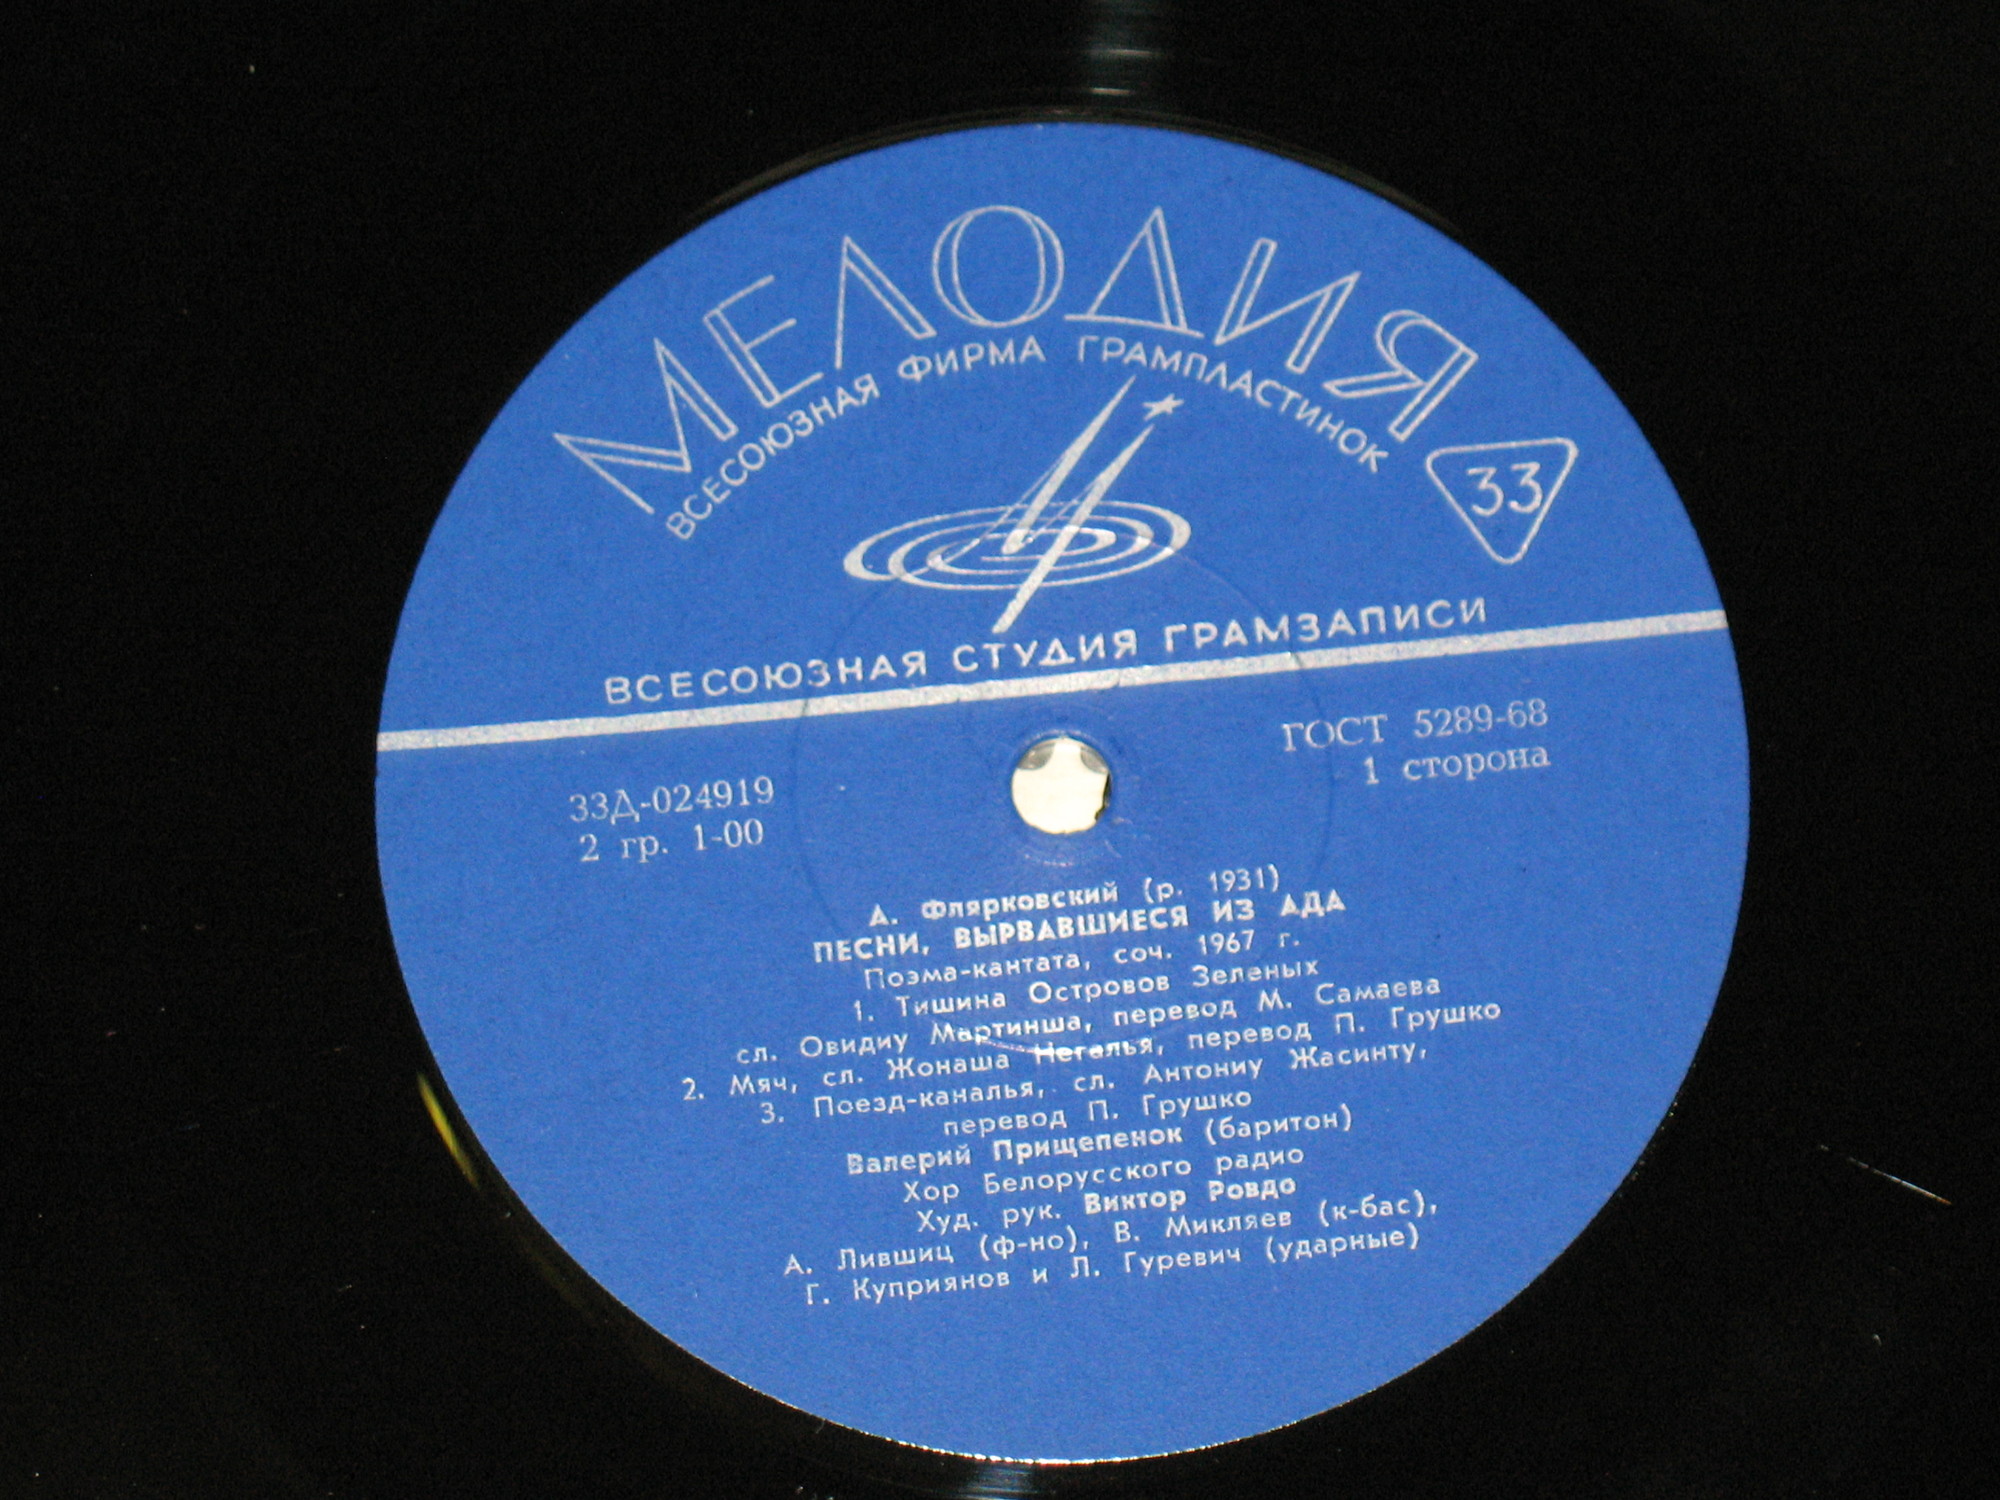 МЕЛОДИЯ
ВСЕСОЮЗНАЯ ФИРМА ГРАМПЛАСТИНОК
33
ВСЕСОЮЗНАЯ СТУДИЯ ГРАМЗАПИСИ
33Д-024919
2 гр. 1-00
ГОСТ 5289-68
1 сторона
А. Флярковский (р. 1931)
ПЕСНИ, ВЫРВАВШИЕСЯ ИЗ АДА
Поэма-кантата, соч. 1967 г.
1. Тишина Островов Зеленых
сл. Овидиу Мартинша, перевод М. Самаева
2. Мяч, сл. Жонаша Негалья, перевод П. Грушко
3. Поезд-каналья, сл. Антониу Жасинту,
перевод П. Грушко
Валерий Прищепенок (баритон)
Хор Белорусского радио
Худ. рук. Виктор Ровдо
А. Лившиц (ф-но), В. Микляев (к-бас),
Г. Куприянов и Л. Гуревич (ударные)